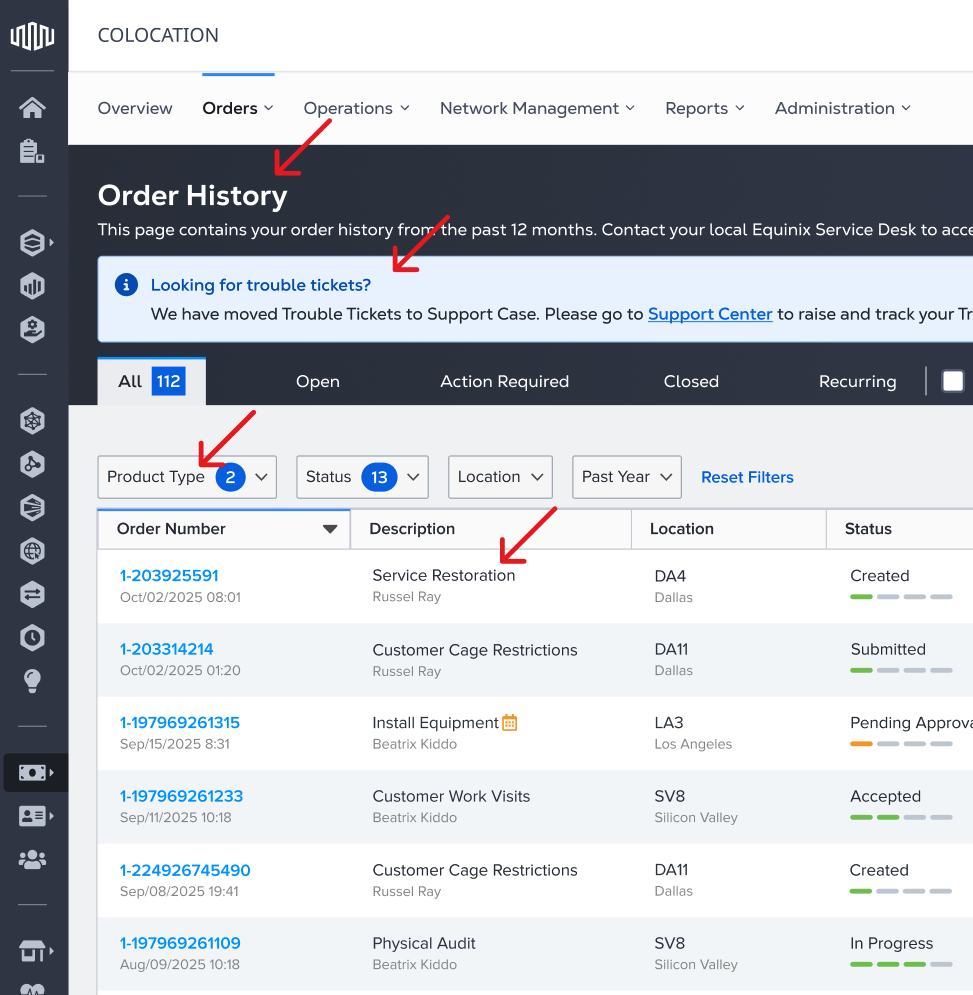 COLOCATION
Overview Orders Operations Network Management Reports Administration
Order History
This page contains your order history from the past 12 months. Contact your local Equinix Service Desk to acce
Looking for trouble tickets?
We have moved Trouble Tickets to Support Case. Please go to Support Center to raise and track your Tr
All 112 Open Action Required Closed Recurring
Product Type 2 Status 13 Location Past Year Reset Filters
Order Number Description Location Status
1-203925591 Service Restoration DA4 Created
Oct/02/2025 08:01 Russel Ray Dallas
1-203314214 Customer Cage Restrictions DA11 Submitted
Oct/02/2025 01:20 Russel Ray Dallas
1-197969261315 Install Equipment LA3 Pending Approva
Sep/15/2025 8:31 Beatrix Kiddo Los Angeles
1-197969261233 Customer Work Visits SV8 Accepted
Sep/11/2025 10:18 Beatrix Kiddo Silicon Valley
1-224926745490 Customer Cage Restrictions DA11 Created
Sep/08/2025 19:41 Russel Ray Dallas
1-197969261109 Physical Audit SV8 In Progress
Aug/09/2025 10:18 Beatrix Kiddo Silicon Valley